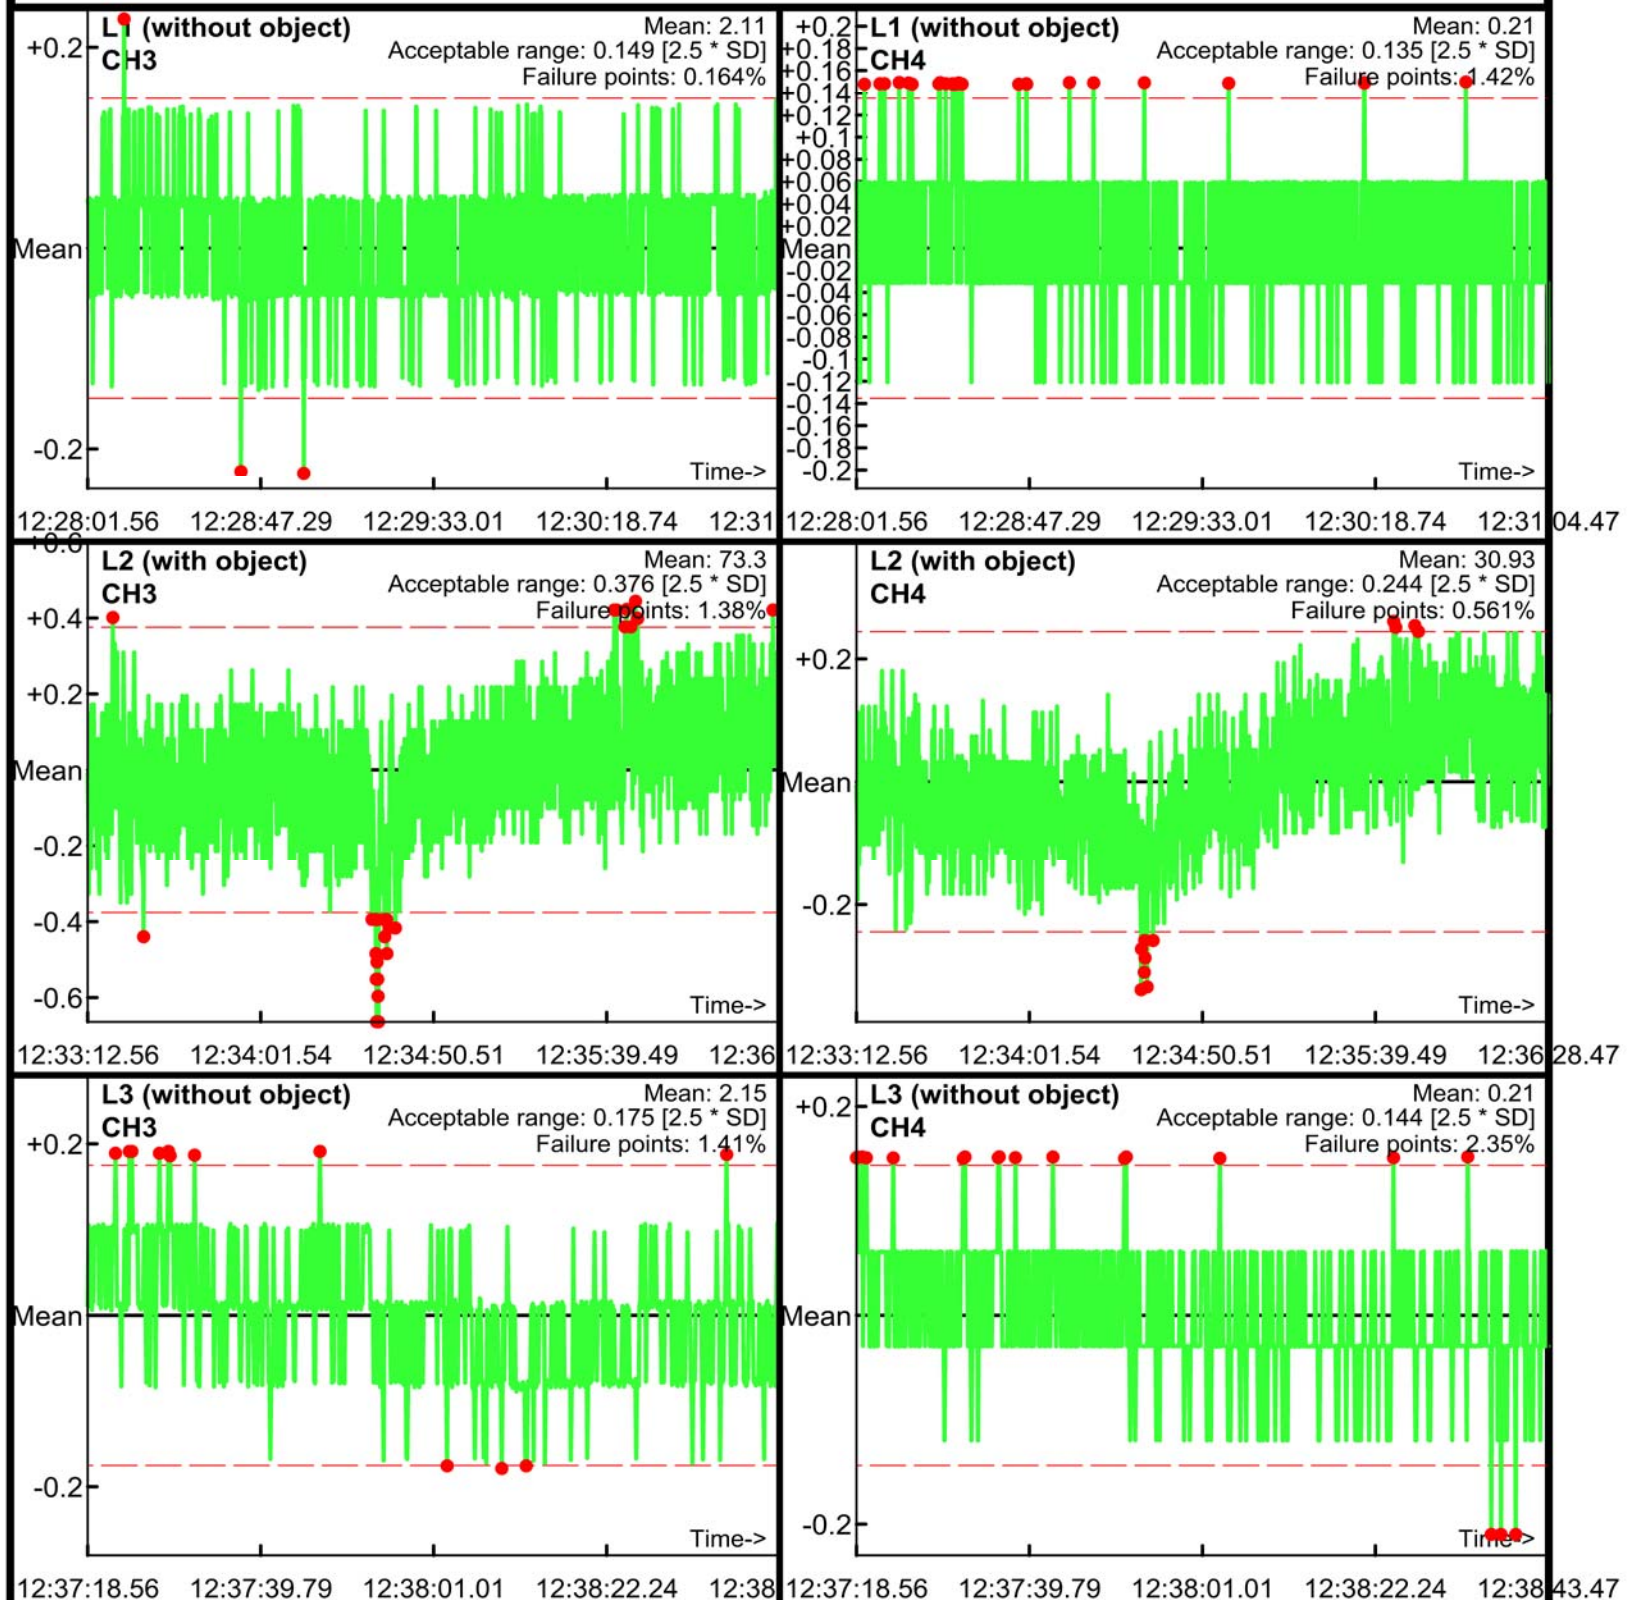 L1 (without object)
CH3
Mean: 2.11
Acceptable range: 0.149 [2.5 * SD]
Failure points: 0.164%
+0.2
Mean
-0.2
Time->
12:28:01.56 12:28:47.29 12:29:33.01 12:30:18.74 12:31
L1 (without object)
CH4
Mean: 0.21
Acceptable range: 0.135 [2.5 * SD]
Failure points: 1.42%
+0.2
+0.18
+0.16
+0.14
+0.12
+0.1
+0.08
+0.06
+0.04
+0.02
Mean
-0.02
-0.04
-0.06
-0.08
-0.1
-0.12
-0.14
-0.16
-0.18
-0.2
Time->
12:28:01.56 12:28:47.29 12:29:33.01 12:30:18.74 12:31:04.47
L2 (with object)
CH3
Mean: 73.3
Acceptable range: 0.376 [2.5 * SD]
Failure points: 1.38%
+0.6
+0.4
+0.2
Mean
-0.2
-0.4
-0.6
Time->
12:33:12.56 12:34:01.54 12:34:50.51 12:35:39.49 12:36
L2 (with object)
CH4
Mean: 30.93
Acceptable range: 0.244 [2.5 * SD]
Failure points: 0.561%
+0.2
Mean
-0.2
Time->
12:33:12.56 12:34:01.54 12:34:50.51 12:35:39.49 12:36:28.47
L3 (without object)
CH3
Mean: 2.15
Acceptable range: 0.175 [2.5 * SD]
Failure points: 1.41%
+0.2
Mean
-0.2
Time->
12:37:18.56 12:37:39.79 12:38:01.01 12:38:22.24 12:38
L3 (without object)
CH4
Mean: 0.21
Acceptable range: 0.144 [2.5 * SD]
Failure points: 2.35%
+0.2
Mean
-0.2
Time->
12:37:18.56 12:37:39.79 12:38:01.01 12:38:22.24 12:38:43.47